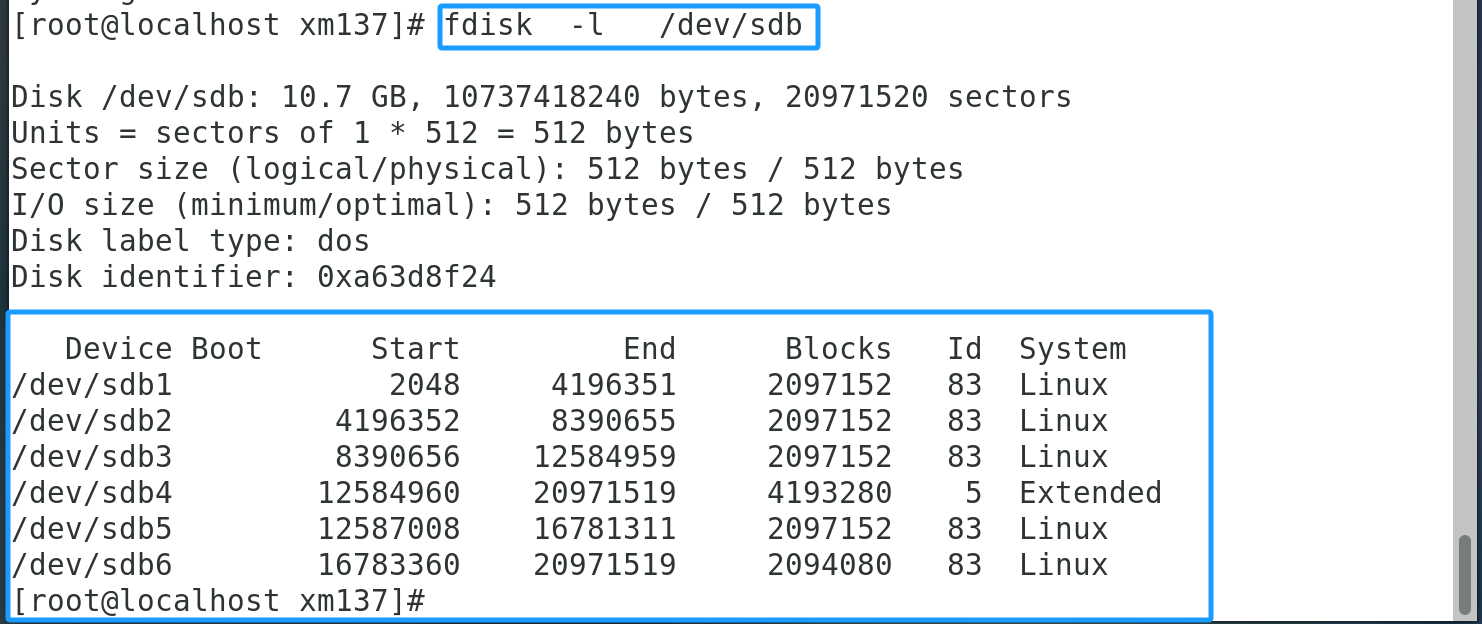 [root@localhost xm137]# fdisk  -l   /dev/sdb

Disk /dev/sdb: 10.7 GB, 10737418240 bytes, 20971520 sectors
Units = sectors of 1 * 512 = 512 bytes
Sector size (logical/physical): 512 bytes / 512 bytes
I/O size (minimum/optimal): 512 bytes / 512 bytes
Disk label type: dos
Disk identifier: 0xa63d8f24

   Device Boot      Start         End      Blocks   Id  System
/dev/sdb1            2048     4196351     2097152   83  Linux
/dev/sdb2         4196352     8390655     2097152   83  Linux
/dev/sdb3         8390656    12584959     2097152   83  Linux
/dev/sdb4        12584960    20971519     4193280    5  Extended
/dev/sdb5        12587008    16781311     2097152   83  Linux
/dev/sdb6        16783360    20971519     2094080   83  Linux
[root@localhost xm137]#